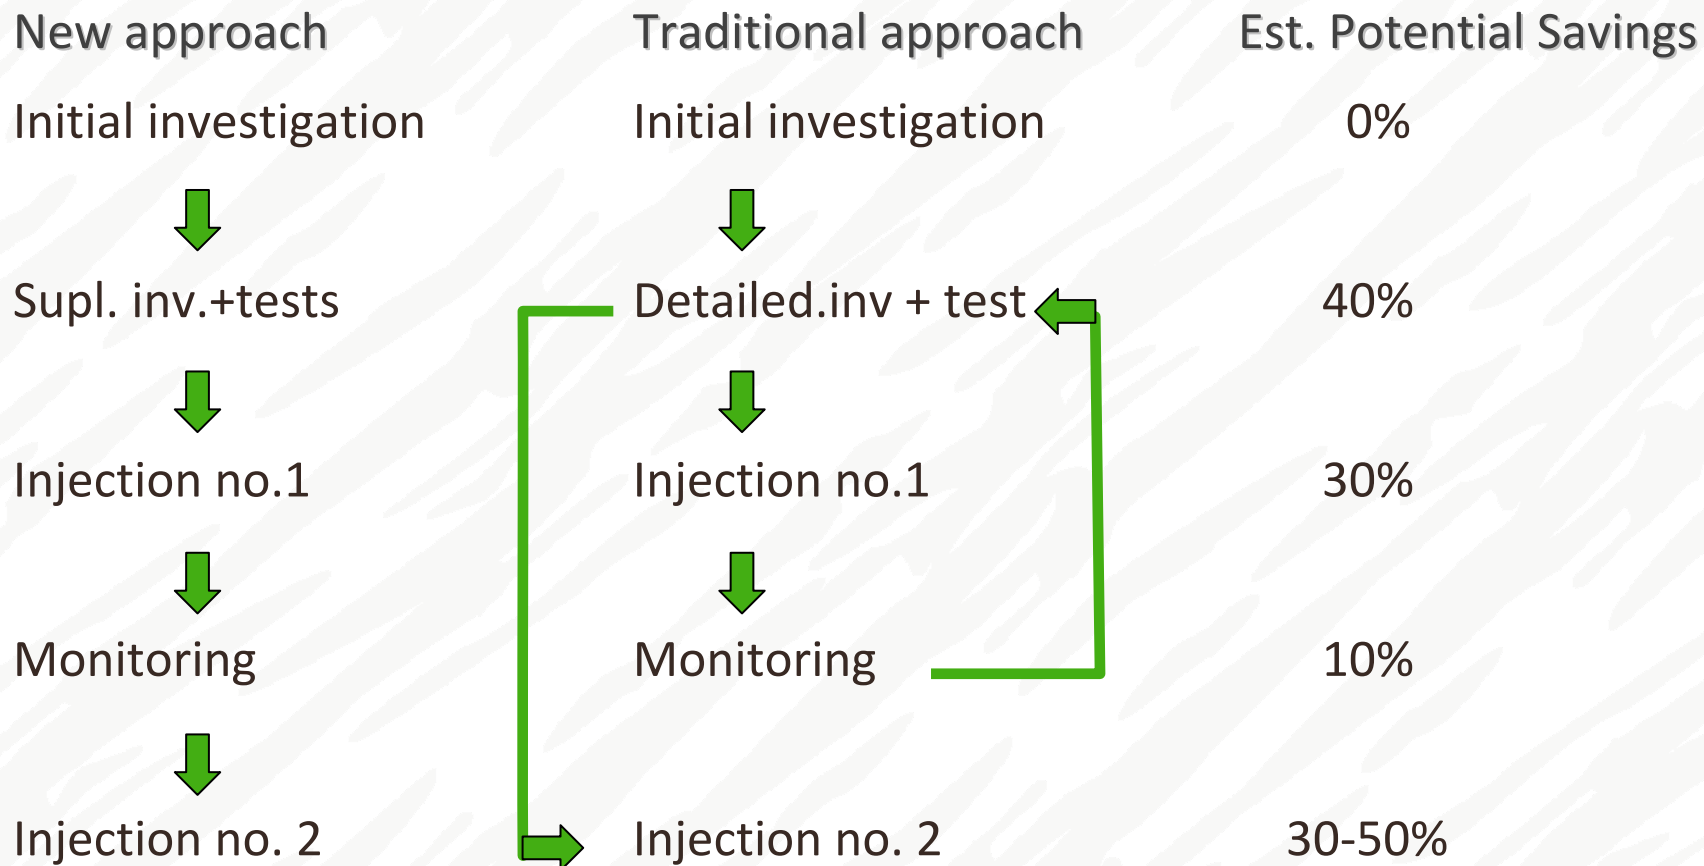 New approach Traditional approach Est. Potential Savings
Initial investigation Initial investigation 0%
Supl. inv.+tests Detailed.inv + test 40%
Injection no.1 Injection no.1 30%
Monitoring Monitoring 10%
Injection no. 2 Injection no. 2 30-50%